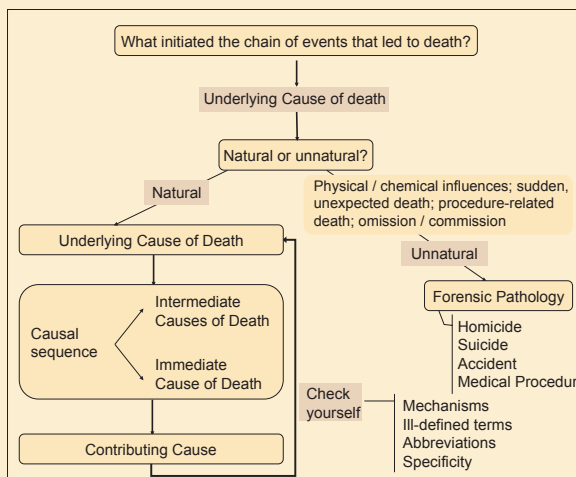 What initiated the chain of events that led to death?
Underlying Cause of death
Natural or unnatural?
Natural
Physical / chemical influences; sudden,
unexpected death; procedure-related
death; omission / commission
Unnatural
Underlying Cause of Death
Forensic Pathology
Homicide
Suicide
Accident
Medical Procedur
Causal
sequence
Intermediate
Causes of Death
Immediate
Cause of Death
Contributing Cause
Check
yourself
Mechanisms
Ill-defined terms
Abbreviations
Specificity